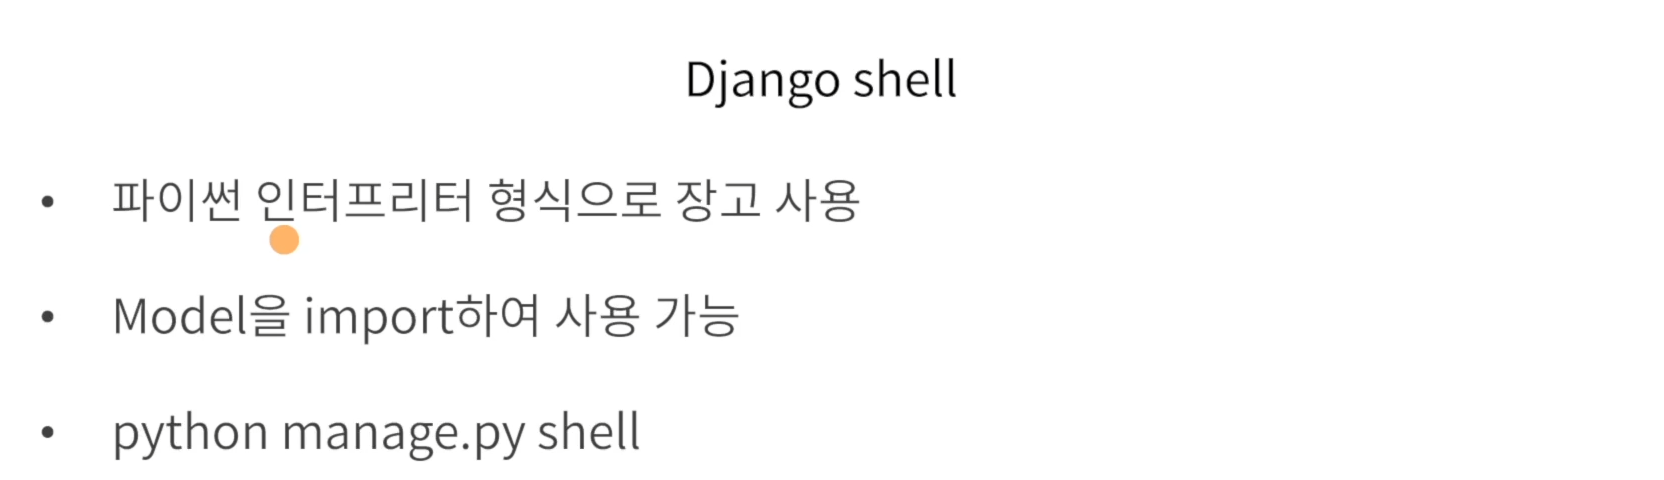 Django shell
• 파이썬 인터프리터 형식으로 장고 사용
• Model을 import하여 사용 가능
• python manage.py shell